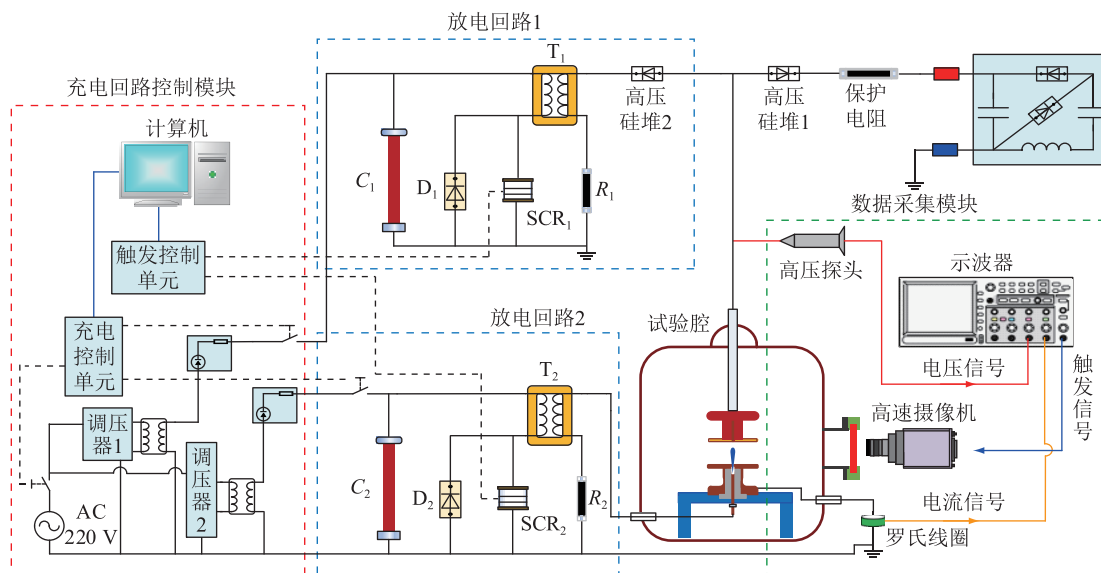 放电回路1
T1
充电回路控制模块
计算机
高压
硅堆2
高压
硅堆1
保护
电阻
C1
D1
SCR1
R1
触发控制
单元
数据采集模块
高压探头
示波器
放电回路2
试验腔
充电
控制
单元
T2
电压信号
触发信号
调压
器1
高速摄像机
调
压
器
2
C2
D2
SCR2
R2
AC
220 V
电流信号
罗氏线圈